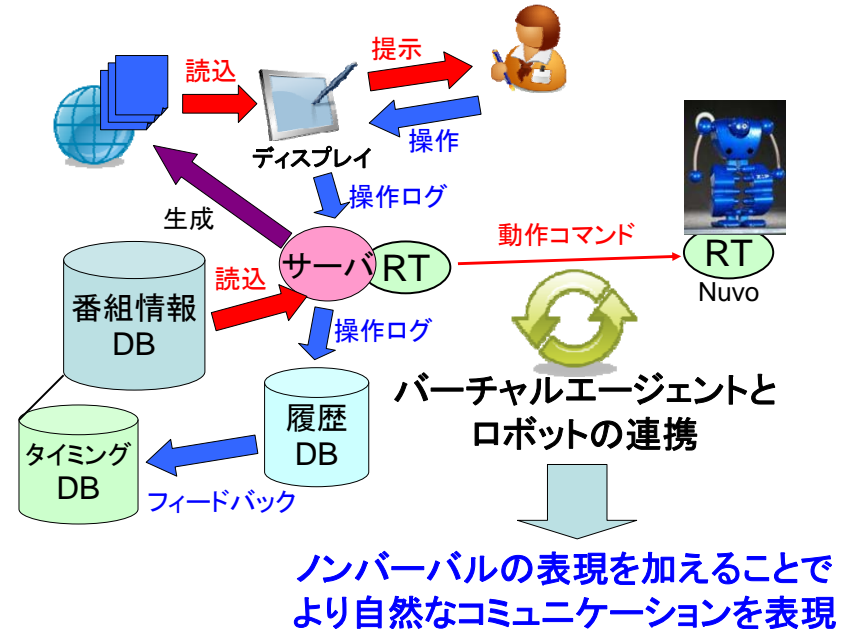 読込
提示
操作
ディスプレイ
操作ログ
生成
サーバ
RT
動作コマンド
RT
Nuvo
番組情報
DB
読込
操作ログ
履歴
DB
タイミング
DB
フィードバック
バーチャルエージェントと
ロボットの連携
ノンバーバルの表現を加えることで
より自然なコミュニケーションを表現